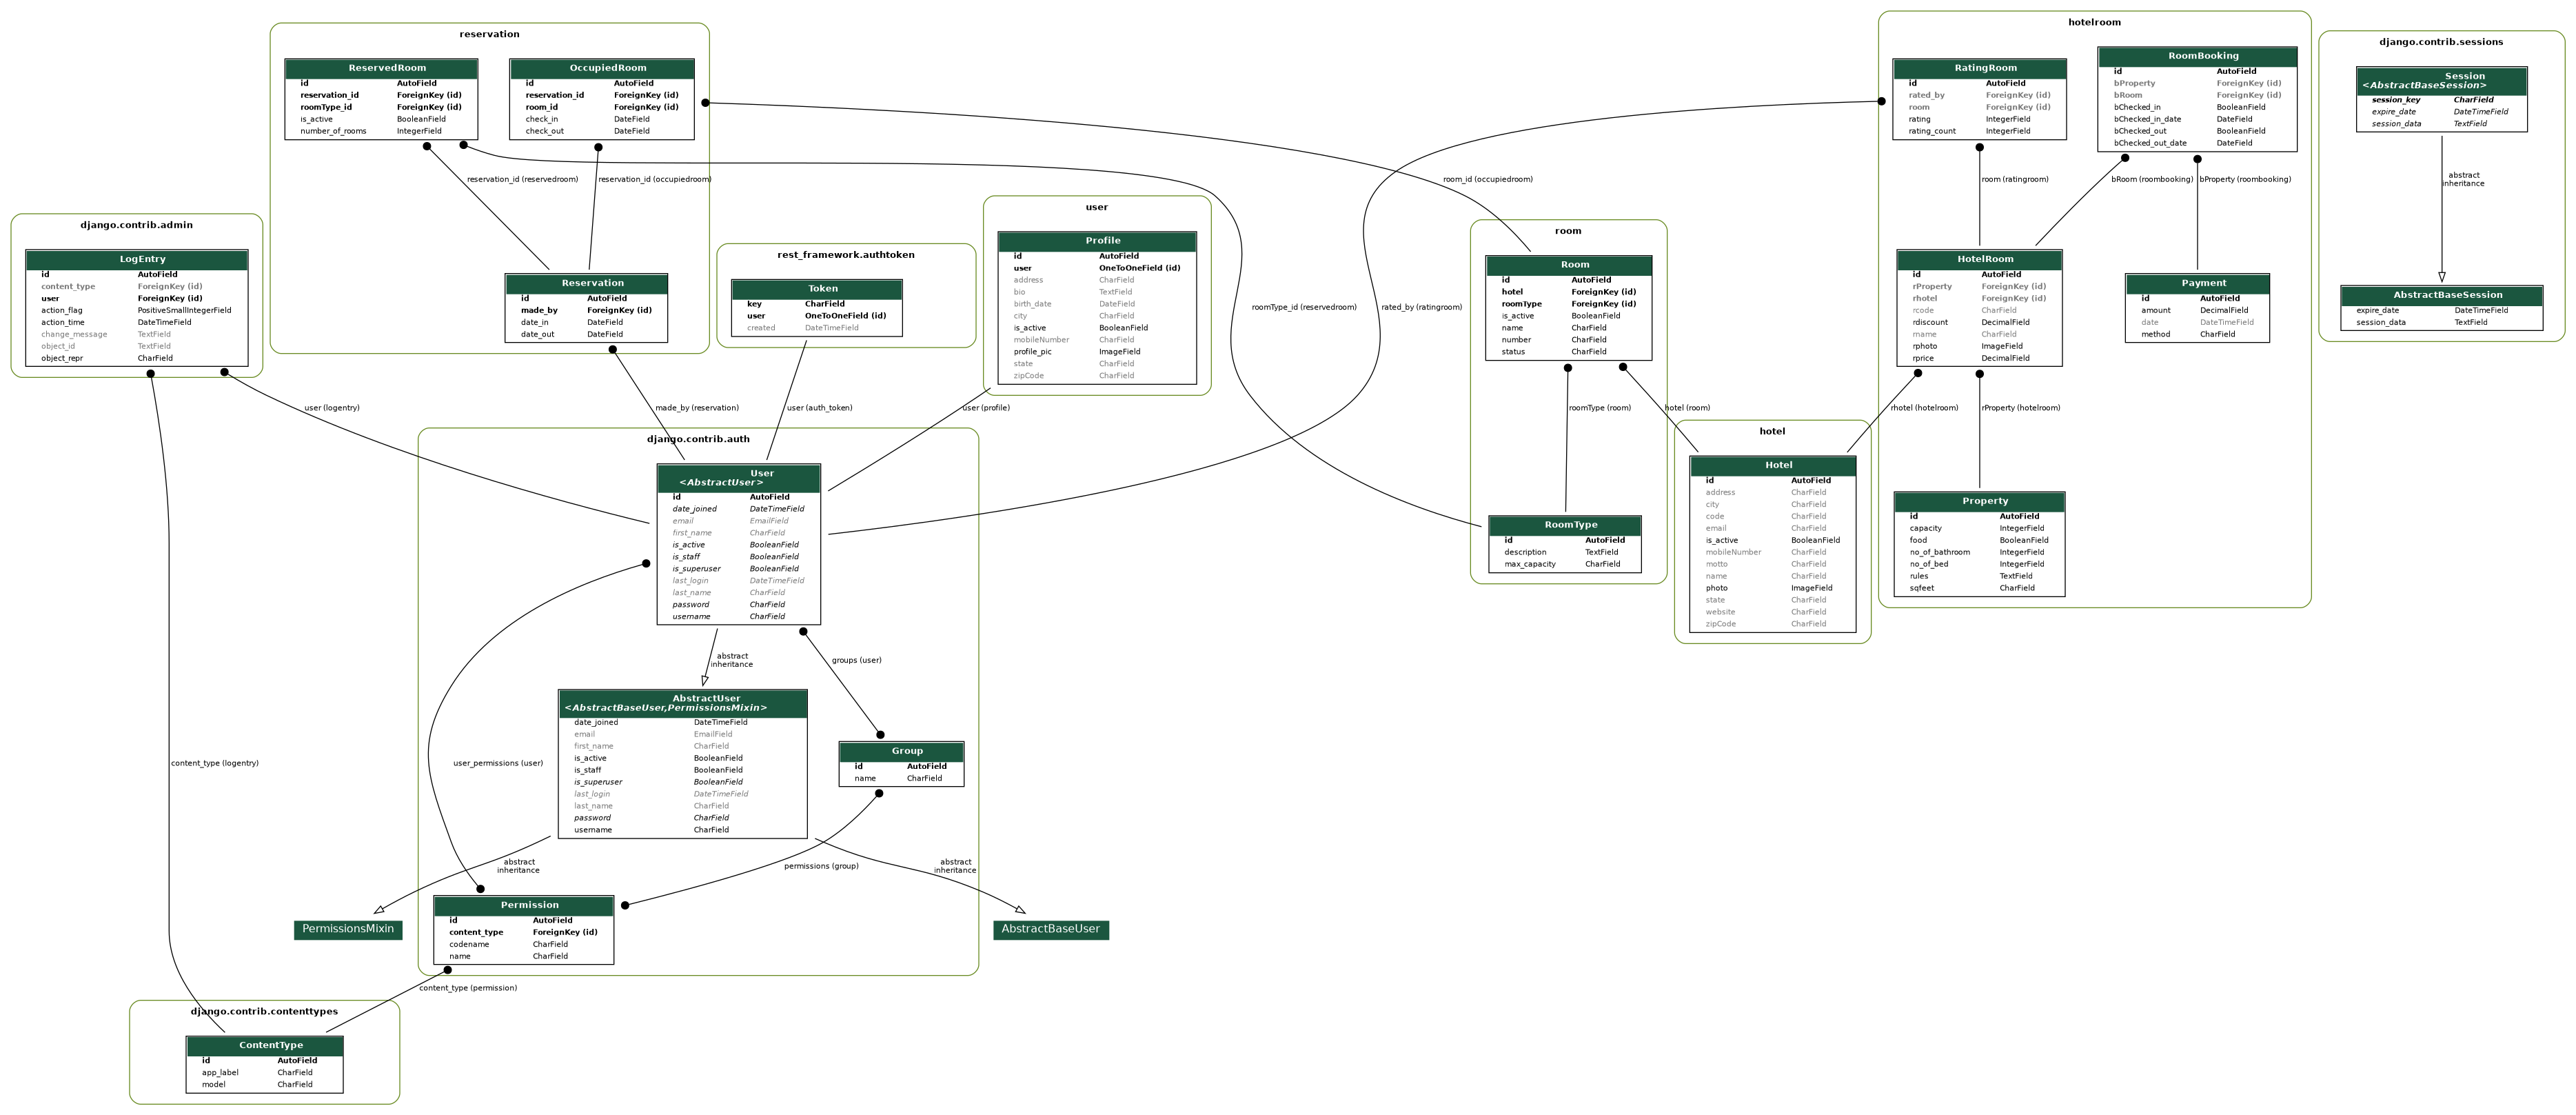 reservation
ReservedRoom
id AutoField
reservation_id ForeignKey (id)
roomType_id ForeignKey (id)
is_active BooleanField
number_of_rooms IntegerField
OccupiedRoom
id AutoField
reservation_id ForeignKey (id)
room_id ForeignKey (id)
check_in DateField
check_out DateField
reservation_id (reservedroom)
reservation_id (occupiedroom)
Reservation
id AutoField
made_by ForeignKey (id)
date_in DateField
date_out DateField
django.contrib.admin
LogEntry
id AutoField
content_type ForeignKey (id)
user ForeignKey (id)
action_flag PositiveSmallIntegerField
action_time DateTimeField
change_message TextField
object_id TextField
object_repr CharField
rest_framework.authtoken
Token
key CharField
user OneToOneField (id)
created DateTimeField
user
Profile
id AutoField
user OneToOneField (id)
address CharField
bio TextField
birth_date DateField
city CharField
is_active BooleanField
mobileNumber CharField
profile_pic ImageField
state CharField
zipCode CharField
room_id (occupiedroom)
roomType_id (reservedroom)
rated_by (ratingroom)
room
Room
id AutoField
hotel ForeignKey (id)
roomType ForeignKey (id)
is_active BooleanField
name CharField
number CharField
status CharField
roomType (room)
hotel (room)
RoomType
id AutoField
description TextField
max_capacity CharField
hotel
Hotel
id AutoField
address CharField
city CharField
code CharField
email CharField
is_active BooleanField
mobileNumber CharField
motto CharField
name CharField
photo ImageField
state CharField
website CharField
zipCode CharField
hotelroom
RatingRoom
id AutoField
rated_by ForeignKey (id)
room ForeignKey (id)
rating IntegerField
rating_count IntegerField
RoomBooking
id AutoField
bProperty ForeignKey (id)
bRoom ForeignKey (id)
bChecked_in BooleanField
bChecked_in_date DateField
bChecked_out BooleanField
bChecked_out_date DateField
room (ratingroom)
bRoom (roombooking)
bProperty (roombooking)
HotelRoom
id AutoField
rProperty ForeignKey (id)
rhotel ForeignKey (id)
rcode CharField
rdiscount DecimalField
rname CharField
rphoto ImageField
rprice DecimalField
Payment
id AutoField
amount DecimalField
date DateTimeField
method CharField
rhotel (hotelroom)
rProperty (hotelroom)
Property
id AutoField
capacity IntegerField
food BooleanField
no_of_bathroom IntegerField
no_of_bed IntegerField
rules TextField
sqfeet CharField
django.contrib.sessions
Session
<AbstractBaseSession>
session_key CharField
expire_date DateTimeField
session_data TextField
abstract
inheritance
AbstractBaseSession
expire_date DateTimeField
session_data TextField
user (logentry)
made_by (reservation)
user (auth_token)
user (profile)
django.contrib.auth
User
<AbstractUser>
id AutoField
date_joined DateTimeField
email EmailField
first_name CharField
is_active BooleanField
is_staff BooleanField
is_superuser BooleanField
last_login DateTimeField
last_name CharField
password CharField
username CharField
abstract
inheritance
groups (user)
AbstractUser
<AbstractBaseUser,PermissionsMixin>
date_joined DateTimeField
email EmailField
first_name CharField
is_active BooleanField
is_staff BooleanField
is_superuser BooleanField
last_login DateTimeField
last_name CharField
password CharField
username CharField
Group
id AutoField
name CharField
content_type (logentry)
user_permissions (user)
abstract
inheritance
permissions (group)
abstract
inheritance
PermissionsMixin
Permission
id AutoField
content_type ForeignKey (id)
codename CharField
name CharField
AbstractBaseUser
content_type (permission)
django.contrib.contenttypes
ContentType
id AutoField
app_label CharField
model CharField